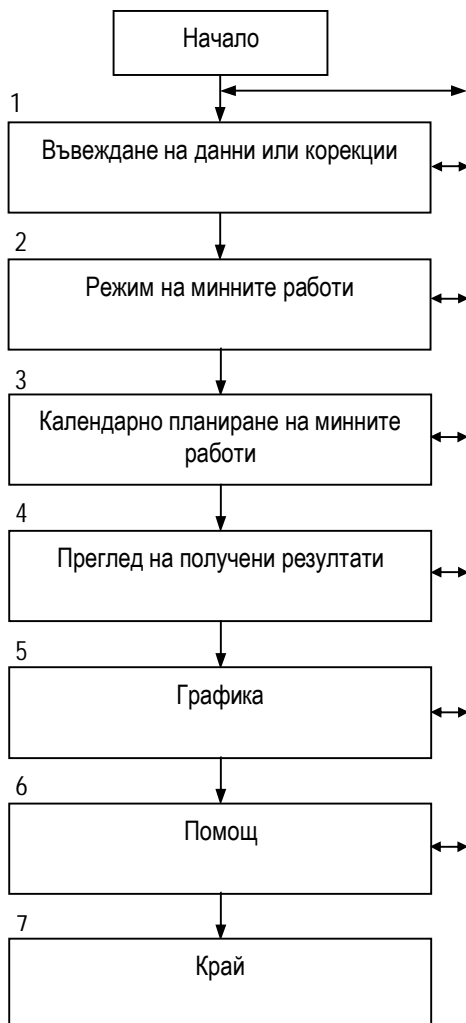 Начало
1
Въвеждане на данни или корекции
2
Режим на минните работи
3
Календарно планиране на минните
работи
4
Преглед на получени резултати
5
Графика
6
Помощ
7
Край